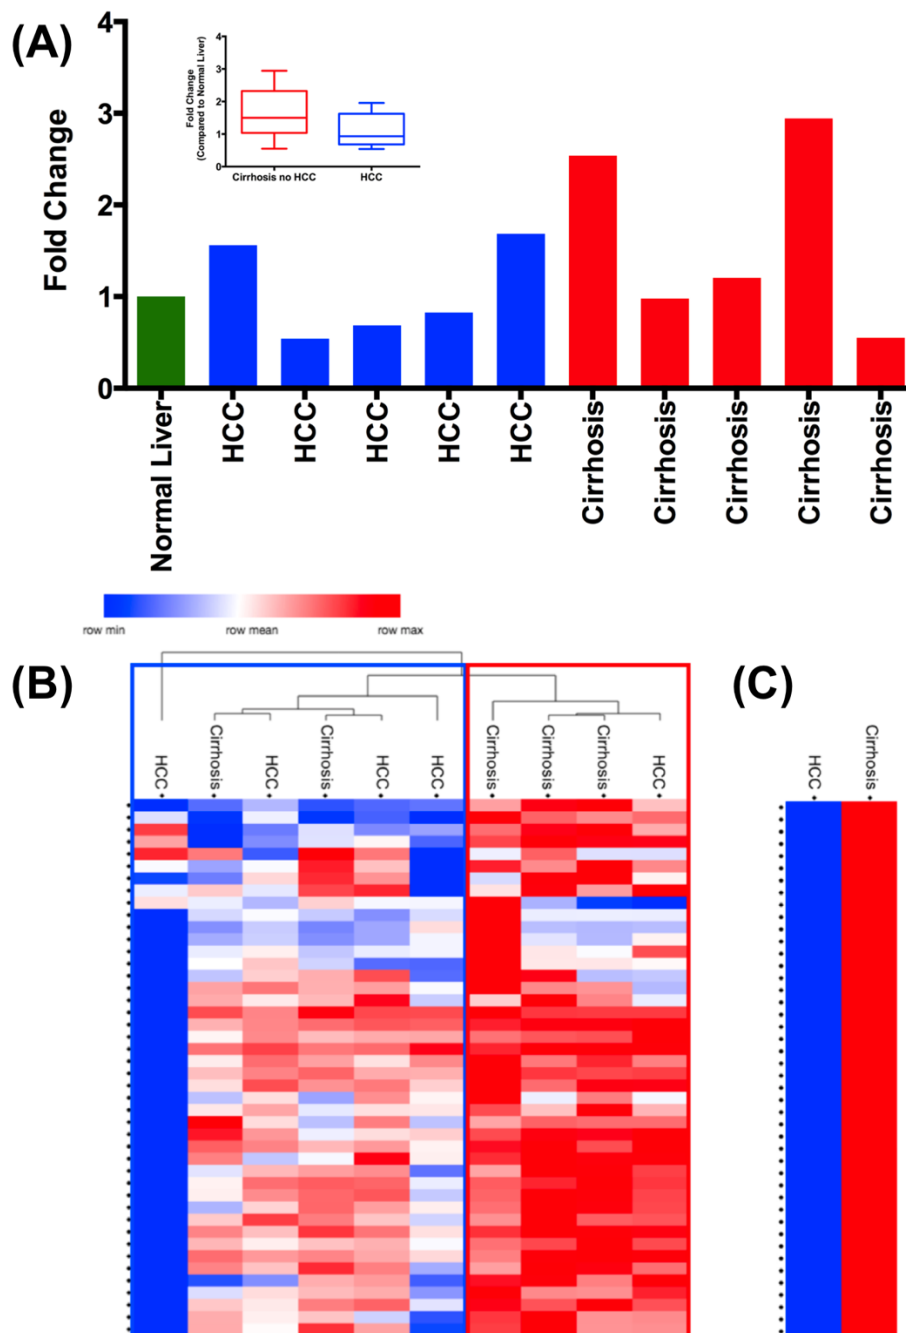 (A)
4
3
2
1
0
Fold Change
4
3
2
1
0
Fold Change
(Compared to Normal Liver)
Cirrhosis no HCC
HCC
Normal Liver
HCC
HCC
HCC
HCC
HCC
Cirrhosis
Cirrhosis
Cirrhosis
Cirrhosis
Cirrhosis
row min
row mean
row max
(B)
HCC
Cirrhosis
HCC
Cirrhosis
HCC
HCC
Cirrhosis
Cirrhosis
Cirrhosis
HCC
(C)
HCC
Cirrhosis